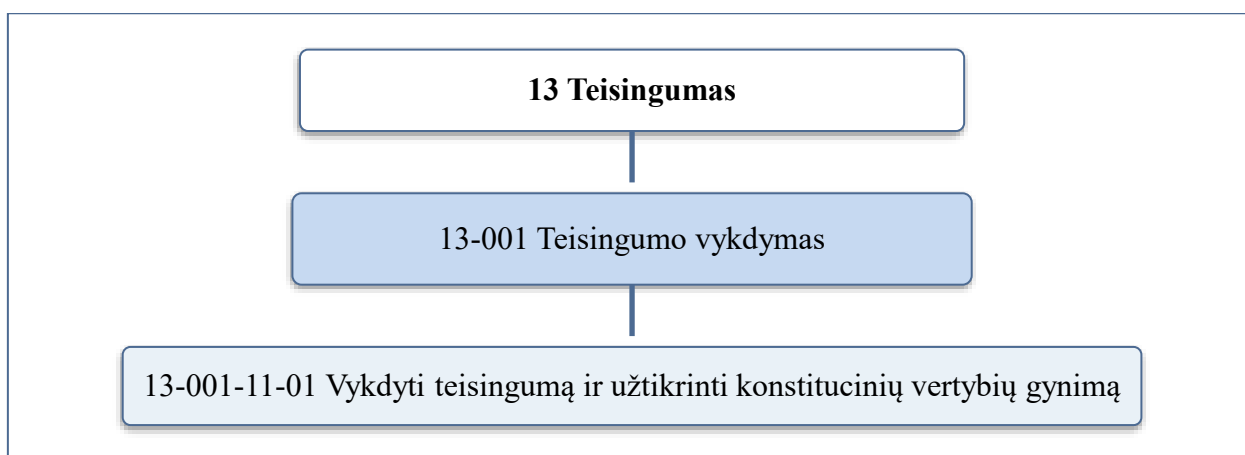 13 Teisingumas
13-001 Teisingumo vykdymas
13-001-11-01 Vykdyti teisingumą ir užtikrinti konstitucinių vertybių gynimą